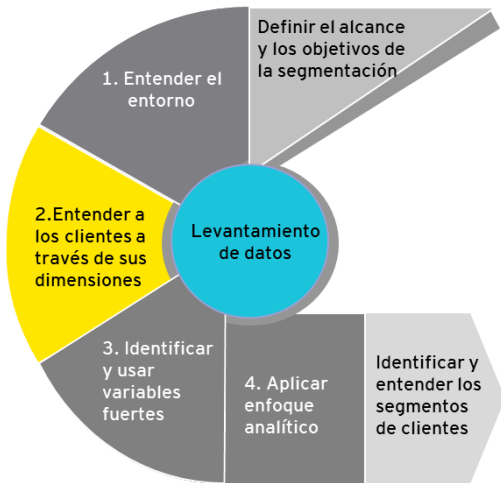 Definir el alcance
y los objetivos de
la segmentación
1. Entender el
entorno
2.Entender a
los clientes a
través de sus
dimensiones
Levantamiento
de datos
3. Identificar
y usar
variables
fuertes
4. Aplicar
enfoque
analítico
Identificar y
entender los
segmentos
de clientes